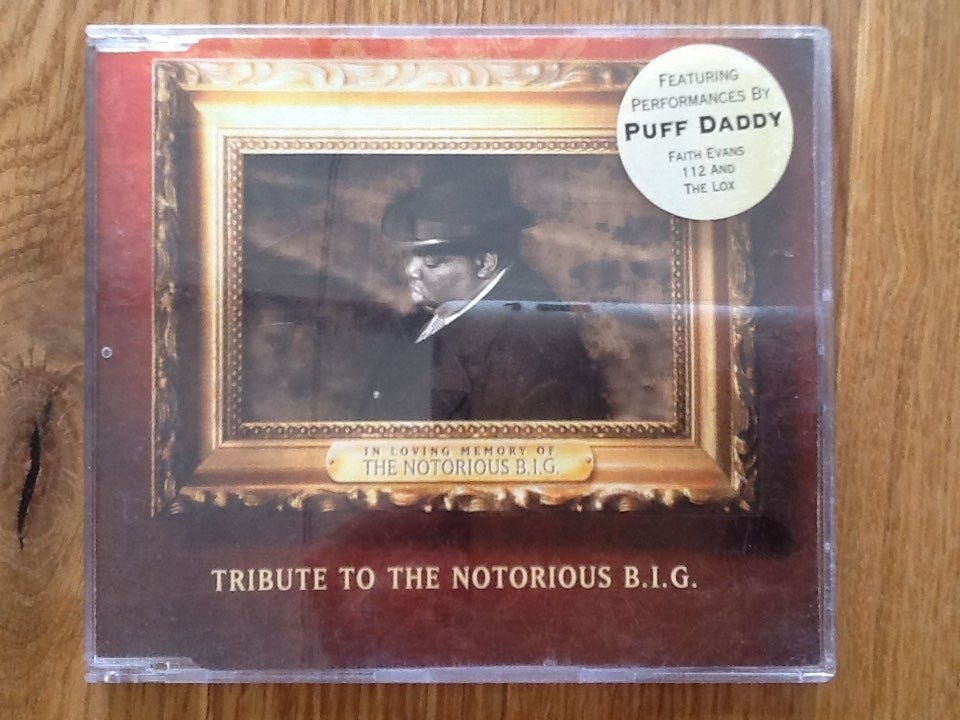 FEATURING
PERFORMANCES BY
PUFF DADDY
FAITH EVANS
112 AND
THE LOX
IN LOVING MEMORY OF
THE NOTORIOUS B.I.G.
TRIBUTE TO THE NOTORIOUS B.I.G.